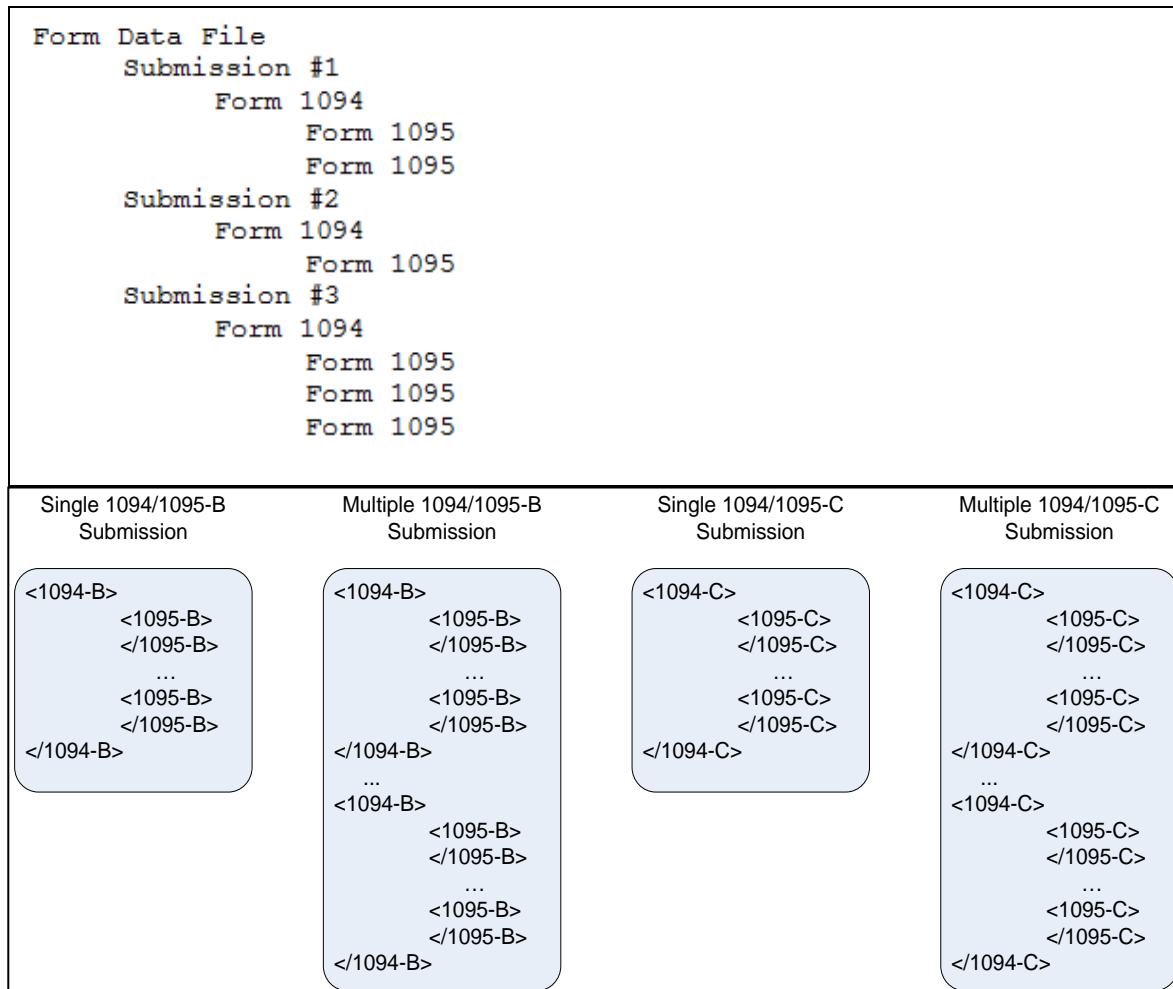 Form Data File
Submission #1
Form 1094
Form 1095
Form 1095
Submission #2
Form 1094
Form 1095
Submission #3
Form 1094
Form 1095
Form 1095
Form 1095
Single 1094/1095-B
Submission
<1094-B>
<1095-B>
</1095-B>
…
<1095-B>
</1095-B>
</1094-B>
Multiple 1094/1095-B
Submission
<1094-B>
<1095-B>
</1095-B>
…
<1095-B>
</1095-B>
</1094-B>
...
<1094-B>
<1095-B>
</1095-B>
…
<1095-B>
</1095-B>
</1094-B>
Single 1094/1095-C
Submission
<1094-C>
<1095-C>
</1095-C>
…
<1095-C>
</1095-C>
</1094-C>
Multiple 1094/1095-C
Submission
<1094-C>
<1095-C>
</1095-C>
…
<1095-C>
</1095-C>
</1094-C>
...
<1094-C>
<1095-C>
</1095-C>
…
<1095-C>
</1095-C>
</1094-C>